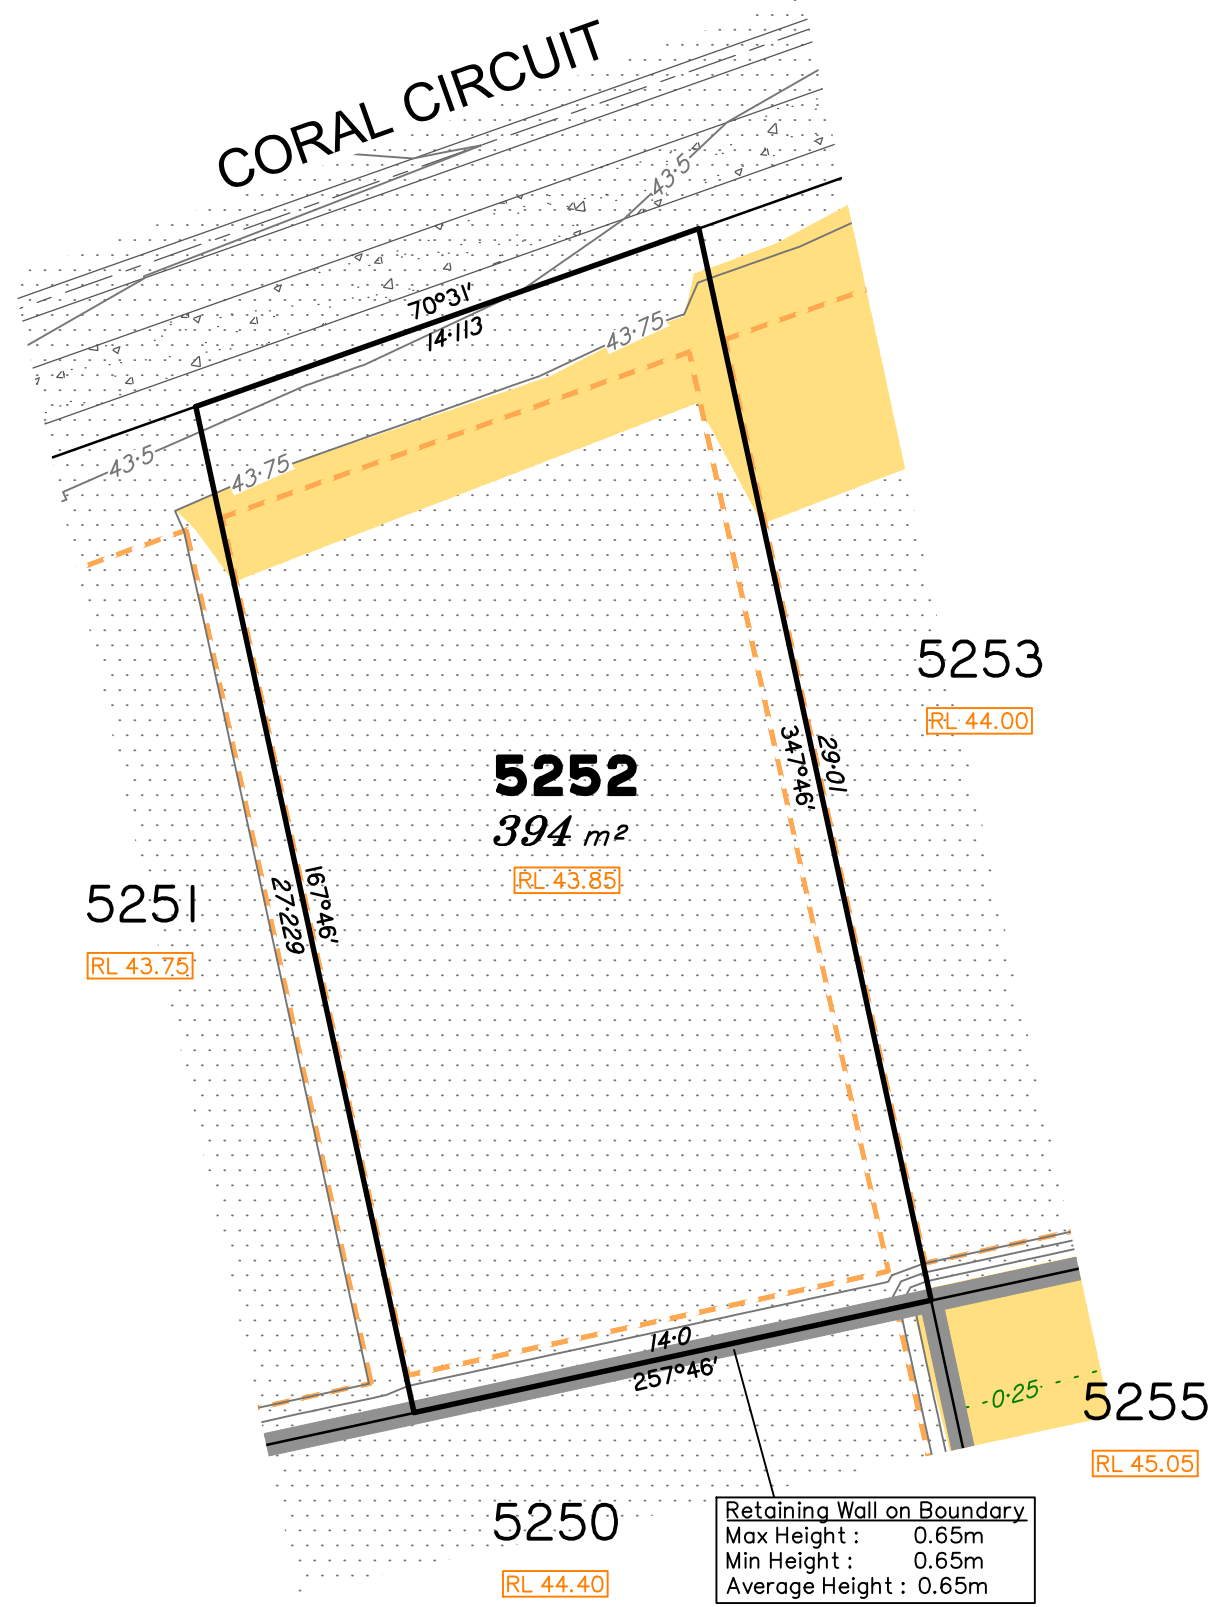 CORAL CIRCUIT
43·5
70°31'
14·113
43·75
43·5
43·75
5253
RL 44.00
29·01
347°46'
5252
394 m²
RL 43.85
5251
RL 43.75
167°46'
27·229
14·0
257°46'
0·25
5255
RL 45.05
5250
RL 44.40
Retaining Wall on Boundary
Max Height : 0.65m
Min Height : 0.65m
Average Height : 0.65m